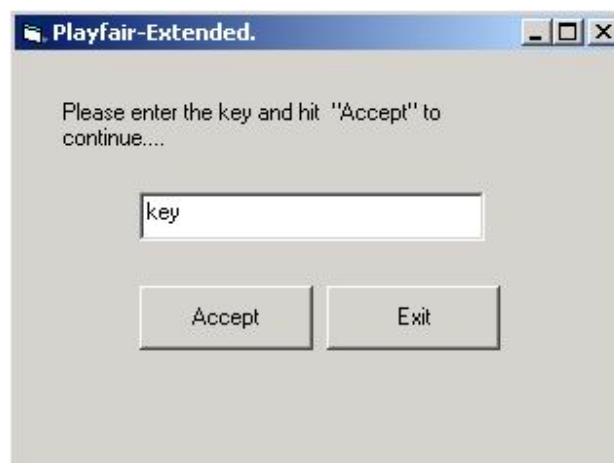 Playfair-Extended.
Please enter the key and hit  "Accept" to
continue....
key
Accept Exit